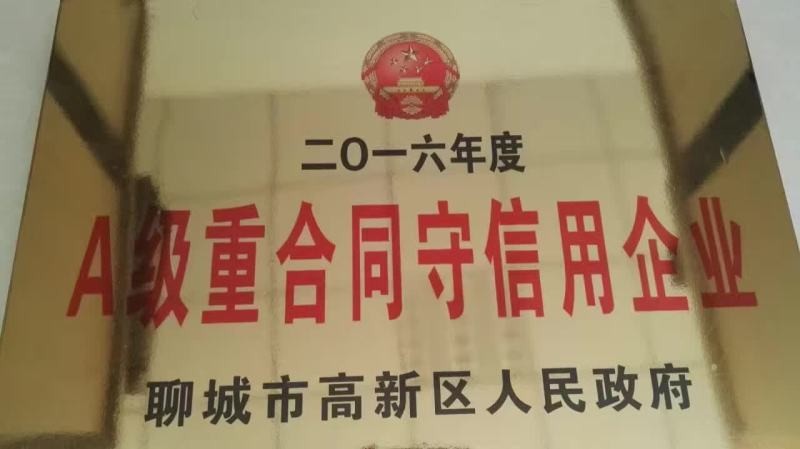 二〇一六年度
A级重合同守信用企业
聊城市高新区人民政府